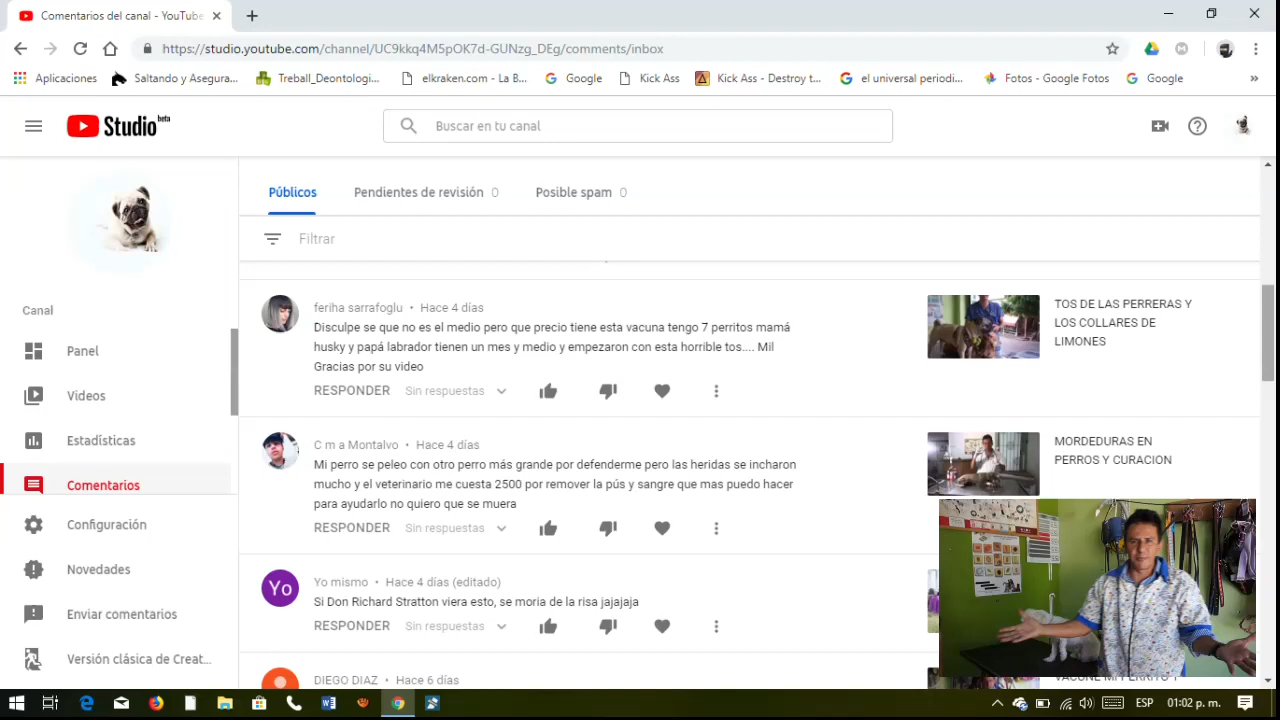 Comentarios del canal - YouTube
https://studio.youtube.com/channel/UC9kkq4M5pOK7d-GUNzg_DEg/comments/inbox
Aplicaciones
Saltando y Asegura...
Treball_Deontologi...
elkraken.com - La B...
Google
Kick Ass
Kick Ass - Destroy t...
el universal periodi...
Fotos - Google Fotos
Google
»
Studio beta
Buscar en tu canal
Públicos
Pendientes de revisión 0
Posible spam 0
Filtrar
Canal
Panel
Videos
Estadísticas
Comentarios
Configuración
Novedades
Enviar comentarios
Versión clásica de Creat...
feriha sarrafoglu • Hace 4 días
Disculpe se que no es el medio pero que precio tiene esta vacuna tengo 7 perritos mamá
husky y papá labrador tienen un mes y medio y empezaron con esta horrible tos.... Mil
Gracias por su video
RESPONDER Sin respuestas
TOS DE LAS PERRERAS Y
LOS COLLARES DE
LIMONES
C m a Montalvo • Hace 4 días
Mi perro se peleo con otro perro más grande por defenderme pero las heridas se incharon
mucho y el veterinario me cuesta 2500 por remover la pús y sangre que mas puedo hacer
para ayudarlo no quiero que se muera
RESPONDER Sin respuestas
MORDEDURAS EN
PERROS Y CURACION
Yo
Yo mismo • Hace 4 días (editado)
Si Don Richard Stratton viera esto, se moria de la risa jajajaja
RESPONDER Sin respuestas
DIEGO DIAZ • Hace 6 días
VACUNE MI PERRITO Y
ESP
01:02 p. m.